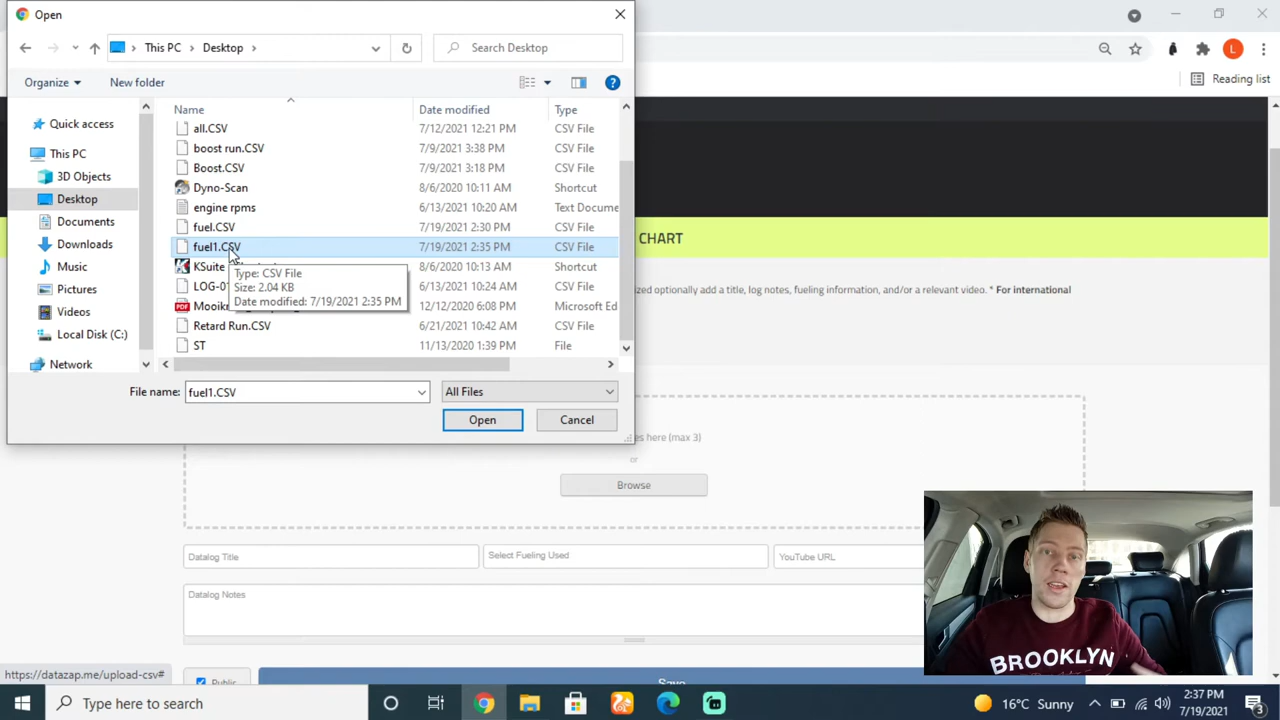 Open
This PC
Desktop
Search Desktop
Organize
New folder
Reading list
L
Name
Date modified
Type
Quick access
This PC
3D Objects
Desktop
Documents
Downloads
Music
Pictures
Videos
Local Disk (C:)
Network
all.CSV 7/12/2021 12:21 PM CSV File
boost run.CSV 7/9/2021 3:38 PM CSV File
Boost.CSV 7/9/2021 3:18 PM CSV File
Dyno-Scan 8/6/2020 10:11 AM Shortcut
engine rpms 6/13/2021 10:20 AM Text Docume
fuel.CSV 7/19/2021 2:30 PM CSV File
fuel1.CSV 7/19/2021 2:35 PM CSV File
KSuite 8/6/2020 10:13 AM Shortcut
LOG-0 6/13/2021 10:24 AM CSV File
Mooik 12/12/2020 6:08 PM Microsoft Ed
Retard Run.CSV 6/21/2021 10:42 AM CSV File
ST 11/13/2020 1:39 PM File
Type: CSV File
Size: 2.04 KB
Date modified: 7/19/2021 2:35 PM
File name: fuel1.CSV
All Files
Open
Cancel
CHART
zed optionally add a title, log notes, fueling information, and/or a relevant video. * For international
es here (max 3)
or
Browse
Datalog Title
Select Fueling Used
YouTube URL
Datalog Notes
https://datazap.me/upload-csv#
Public
Save
BROOKLYN
Type here to search
16°C Sunny
2:37 PM
7/19/2021
3